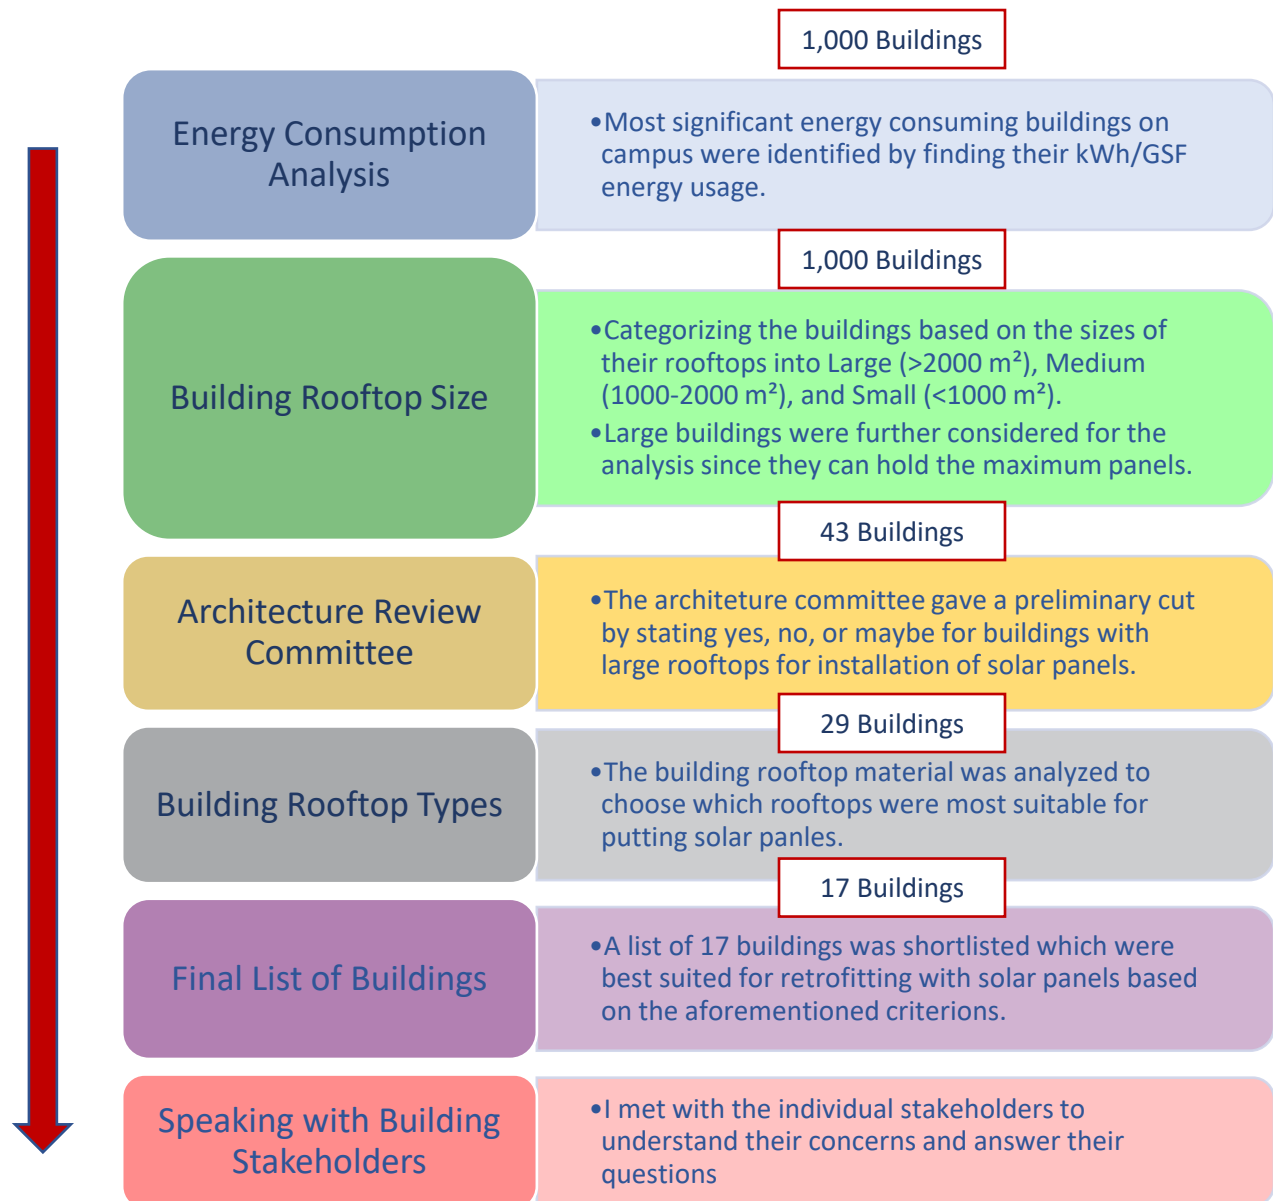 1,000 Buildings
Energy Consumption
Analysis
•Most significant energy consuming buildings on
campus were identified by finding their kWh/GSF
energy usage.
1,000 Buildings
Building Rooftop Size
•Categorizing the buildings based on the sizes of
their rooftops into Large (>2000 m²), Medium
(1000-2000 m²), and Small (<1000 m²).
•Large buildings were further considered for the
analysis since they can hold the maximum panels.
43 Buildings
Architecture Review
Committee
•The architeture committee gave a preliminary cut
by stating yes, no, or maybe for buildings with
large rooftops for installation of solar panels.
29 Buildings
Building Rooftop Types
•The building rooftop material was analyzed to
choose which rooftops were most suitable for
putting solar panles.
17 Buildings
Final List of Buildings
•A list of 17 buildings was shortlisted which were
best suited for retrofitting with solar panels based
on the aforementioned criterions.
Speaking with Building
Stakeholders
•I met with the individual stakeholders to
understand their concerns and answer their
questions